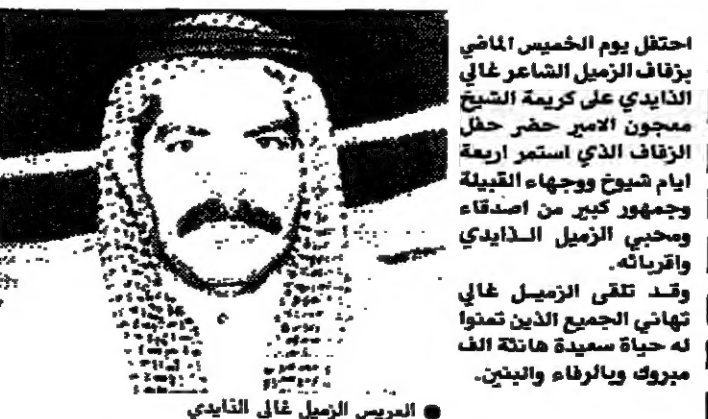 احتفل يوم الخميس الماضي
بزفاف الزميل الشاعر غالي
الذايدي على كريمة الشيخ
معجون الامير حضر حفل
الزفاف الذي استمر اربعة
ايام شيوخ ووجهاء القبيلة
وجمهور كبير من اصدقاء
ومحبي الزميل الذايدي
واقربائه.
وقد تلقى الزميل غالي
تهاني الجميع الذين تمنوا
له حياة سعيدة هانئة الف
مبروك وبالرفاء والبنين.
● العريس الزميل غالي الذايدي